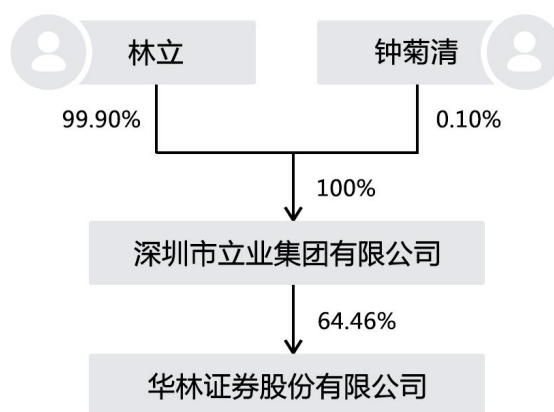 林立
钟菊清
99.90%
0.10%
100%
深圳市立业集团有限公司
64.46%
华林证券股份有限公司